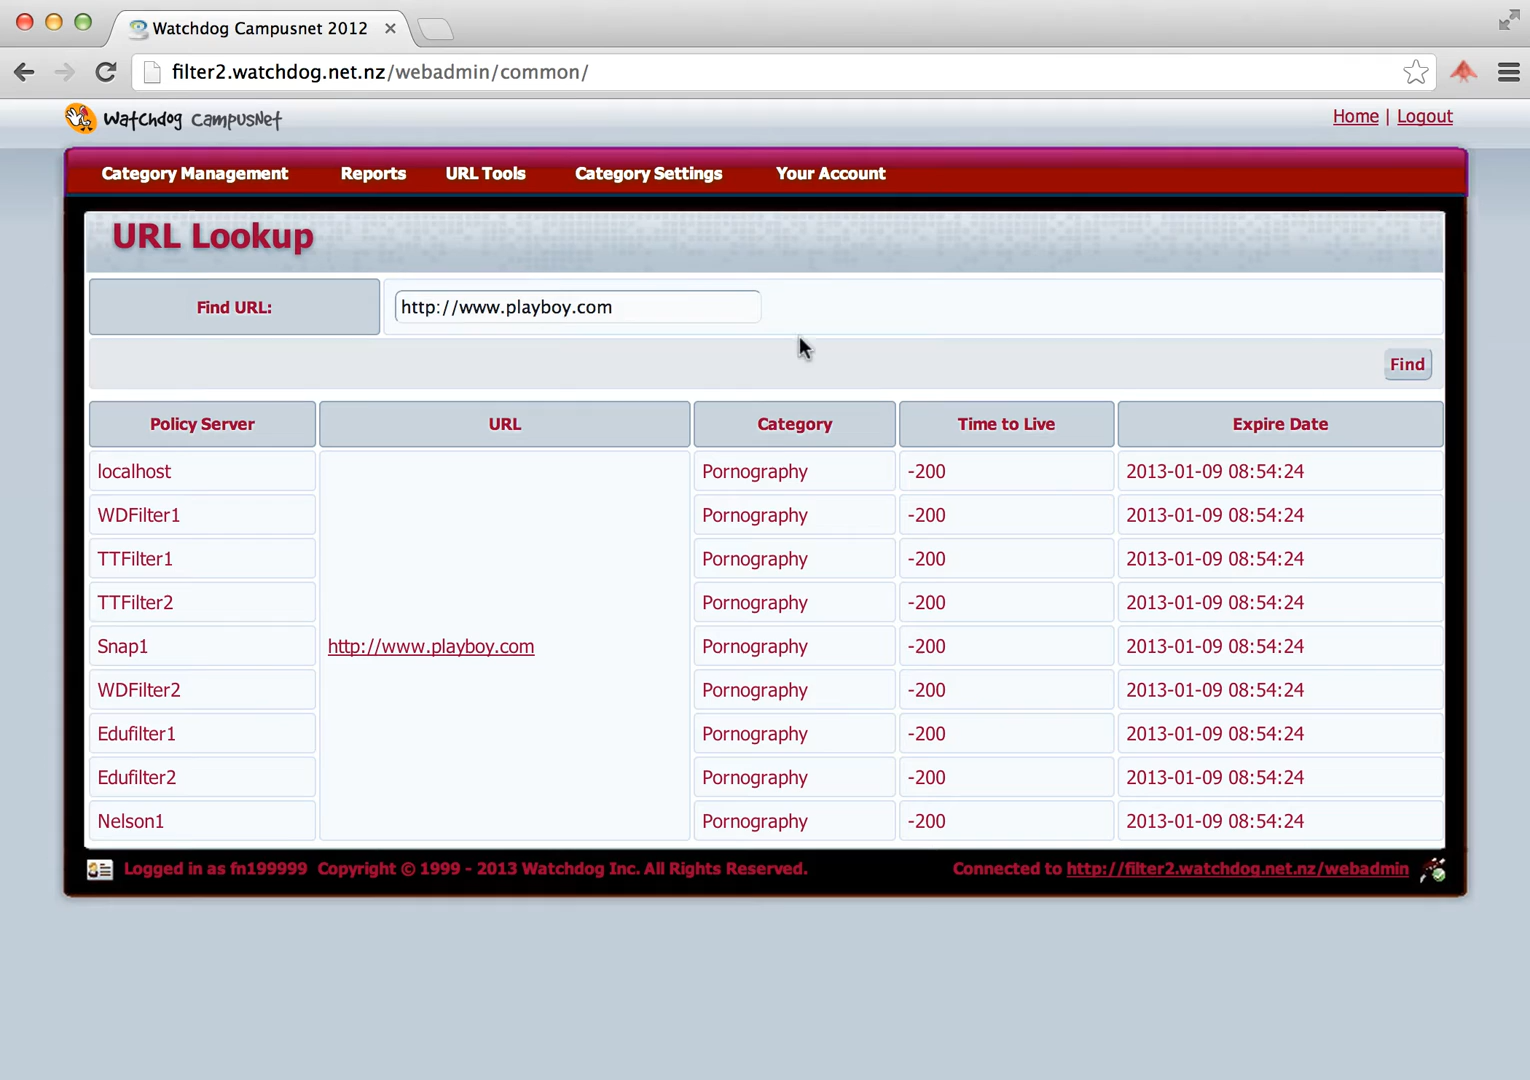 Watchdog Campusnet 2012
filter2.watchdog.net.nz/webadmin/common/
Watchdog CampusNet
Home | Logout
Category Management Reports URL Tools Category Settings Your Account
URL Lookup
Find URL: http://www.playboy.com
Find
Policy Server URL Category Time to Live Expire Date
localhost Pornography -200 2013-01-09 08:54:24
WDFilter1 Pornography -200 2013-01-09 08:54:24
TTFilter1 Pornography -200 2013-01-09 08:54:24
TTFilter2 Pornography -200 2013-01-09 08:54:24
Snap1 http://www.playboy.com Pornography -200 2013-01-09 08:54:24
WDFilter2 Pornography -200 2013-01-09 08:54:24
Edufilter1 Pornography -200 2013-01-09 08:54:24
Edufilter2 Pornography -200 2013-01-09 08:54:24
Nelson1 Pornography -200 2013-01-09 08:54:24
Logged in as fn199999 Copyright © 1999 - 2013 Watchdog Inc. All Rights Reserved. Connected to http://filter2.watchdog.net.nz/webadmin